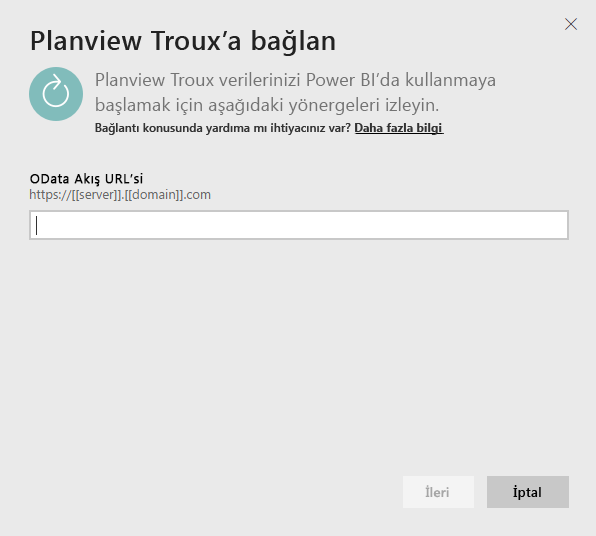 Planview Troux’a bağlan
Planview Troux verilerinizi Power BI’da kullanmaya
başlamak için aşağıdaki yönergeleri izleyin.
Bağlantı konusunda yardıma mı ihtiyacınız var? Daha fazla bilgi
OData Akış URL’si
https://[[server]].[[domain]].com
İleri
İptal